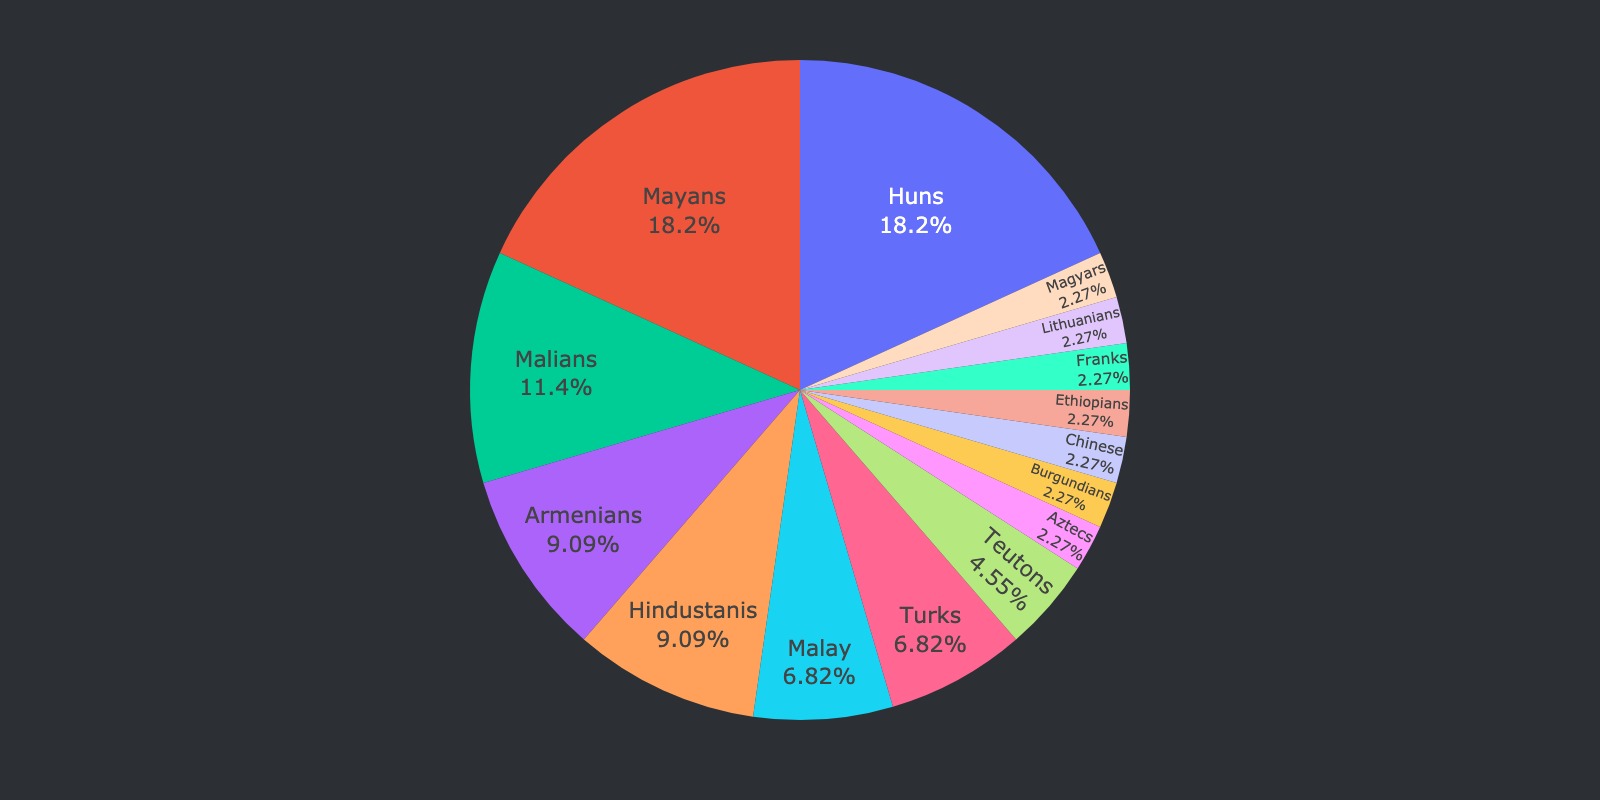 Mayans
18.2%
Huns
18.2%
Magyars
2.27%
Lithuanians
2.27%
Franks
2.27%
Ethiopians
2.27%
Chinese
2.27%
Burgundians
2.27%
Aztecs
2.27%
Teutons
4.55%
Turks
6.82%
Malay
6.82%
Hindustanis
9.09%
Armenians
9.09%
Malians
11.4%